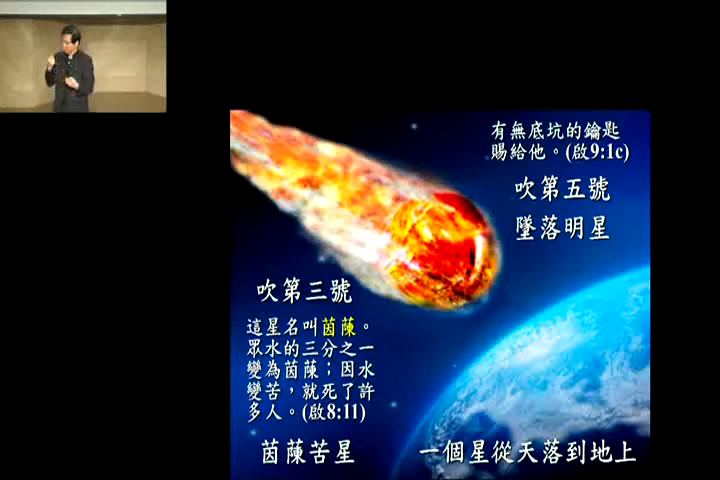 有無底坑的鑰匙
賜給他。(啟9:1c)
吹第五號
墜落明星
吹第三號
這星名叫茵蔯。
眾水的三分之一
變為茵蔯；因水
變苦，就死了許
多人。(啟8:11)
茵蔯苦星
一個星從天落到地上